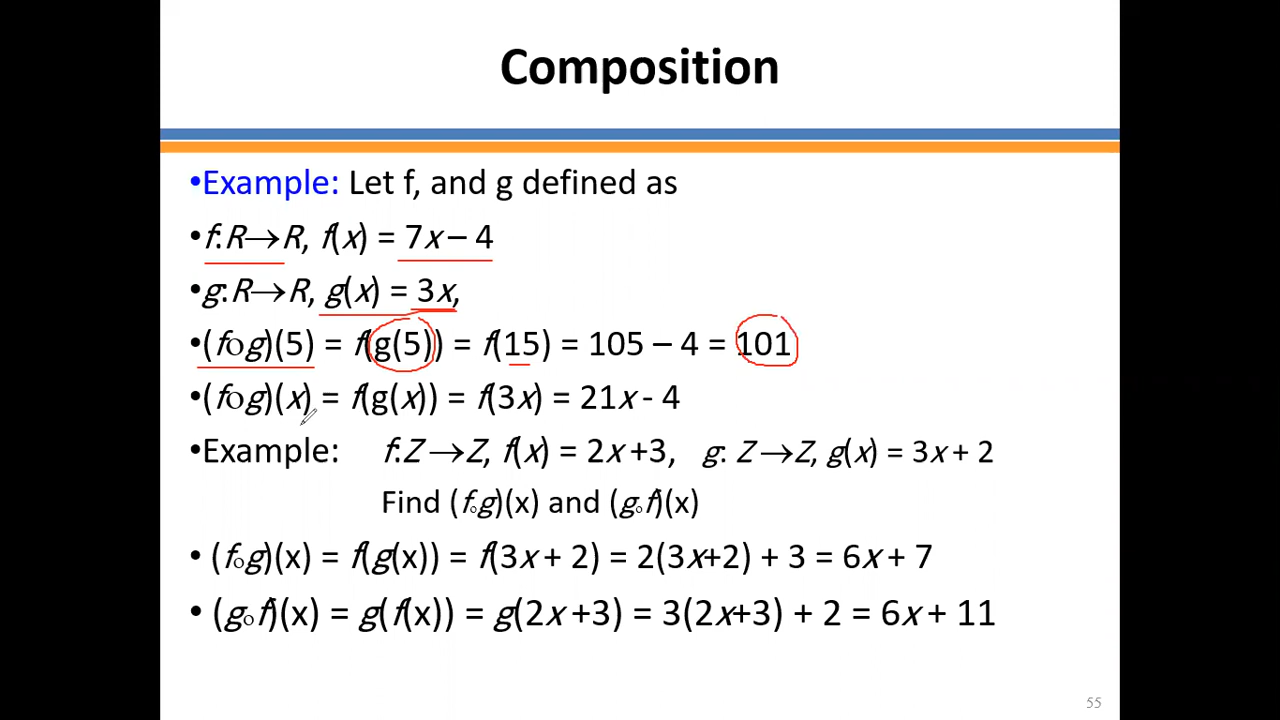 Composition
•Example: Let f, and g defined as
•f:R→R, f(x) = 7x – 4
•g:R→R, g(x) = 3x,
•(fog)(5) = f(g(5)) = f(15) = 105 – 4 = 101
•(fog)(x) = f(g(x)) = f(3x) = 21x - 4
•Example: f:Z →Z, f(x) = 2x +3, g: Z →Z, g(x) = 3x + 2
Find (f∘g)(x) and (g∘f)(x)
• (f∘g)(x) = f(g(x)) = f(3x + 2) = 2(3x+2) + 3 = 6x + 7
• (g∘f)(x) = g(f(x)) = g(2x +3) = 3(2x+3) + 2 = 6x + 11
55